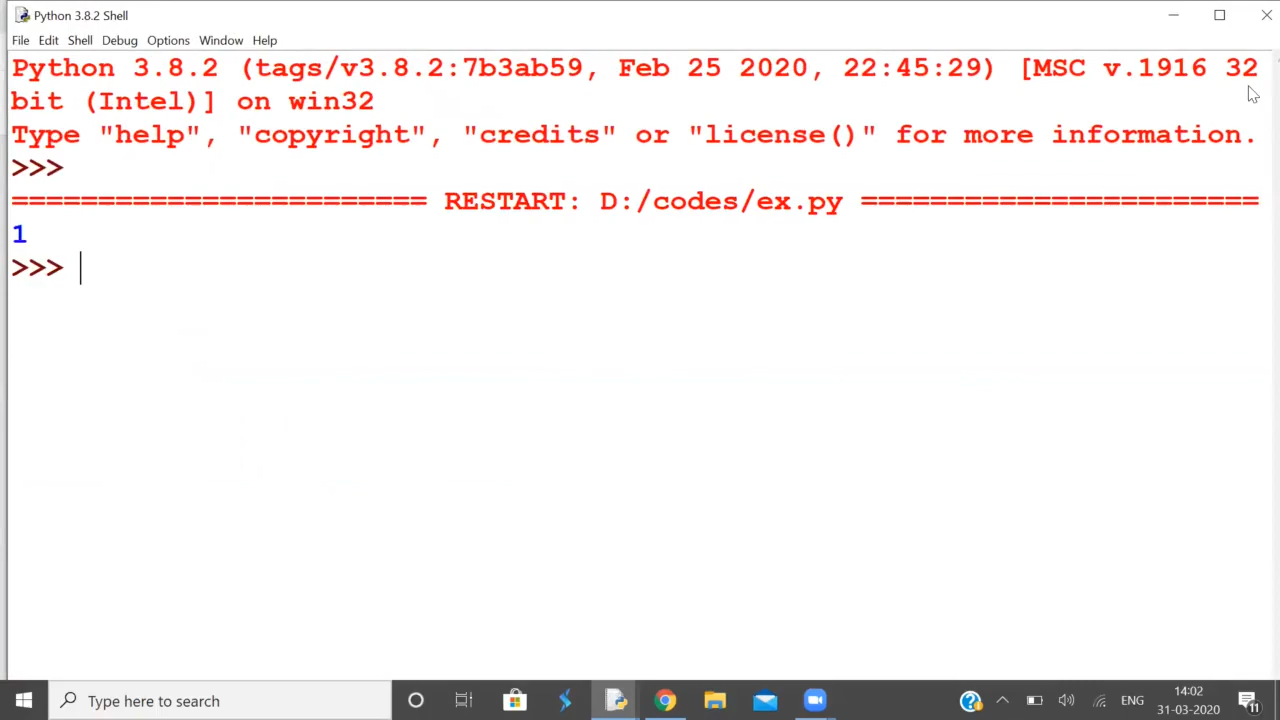 Python 3.8.2 Shell
File Edit Shell Debug Options Window Help
Python 3.8.2 (tags/v3.8.2:7b3ab59, Feb 25 2020, 22:45:29) [MSC v.1916 32
bit (Intel)] on win32
Type "help", "copyright", "credits" or "license()" for more information.
>>>
======================== RESTART: D:/codes/ex.py =======================
1
>>>
Type here to search
ENG
14:02
31-03-2020
11